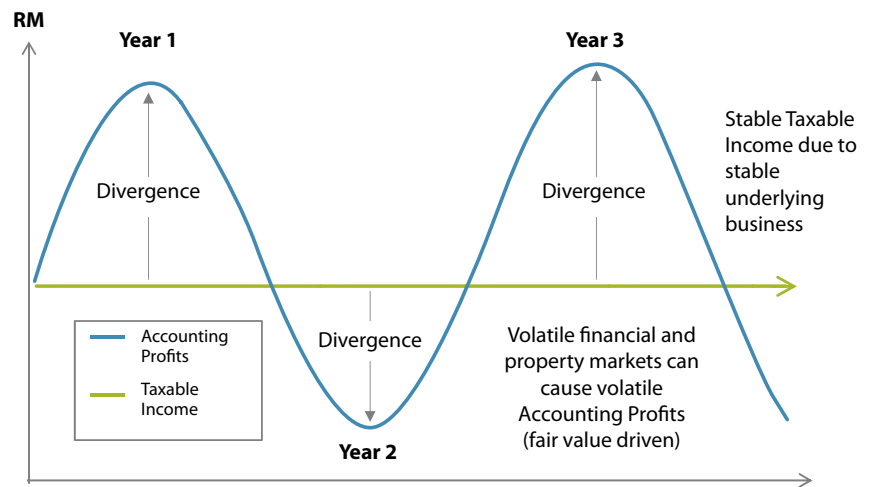 RM
Year 1
Year 3
Stable Taxable
Income due to
stable
underlying
business
Divergence
Divergence
Divergence
Accounting
Profits
Taxable
Income
Volatile financial and
property markets can
cause volatile
Accounting Profits
(fair value driven)
Year 2